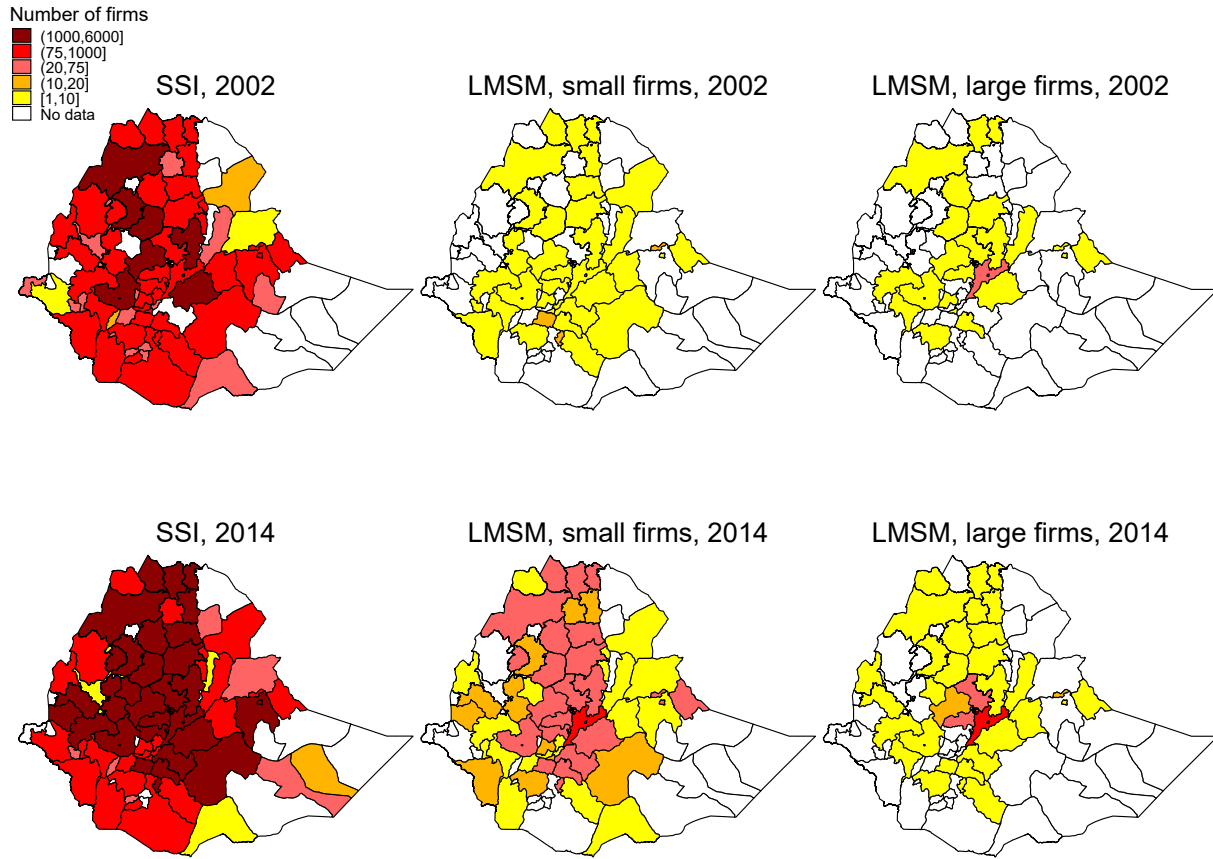 Number of firms
(1000,6000]
(75,1000]
(20,75]
(10,20]
[1,10]
No data
SSI, 2002
LMSM, small firms, 2002
LMSM, large firms, 2002
SSI, 2014
LMSM, small firms, 2014
LMSM, large firms, 2014